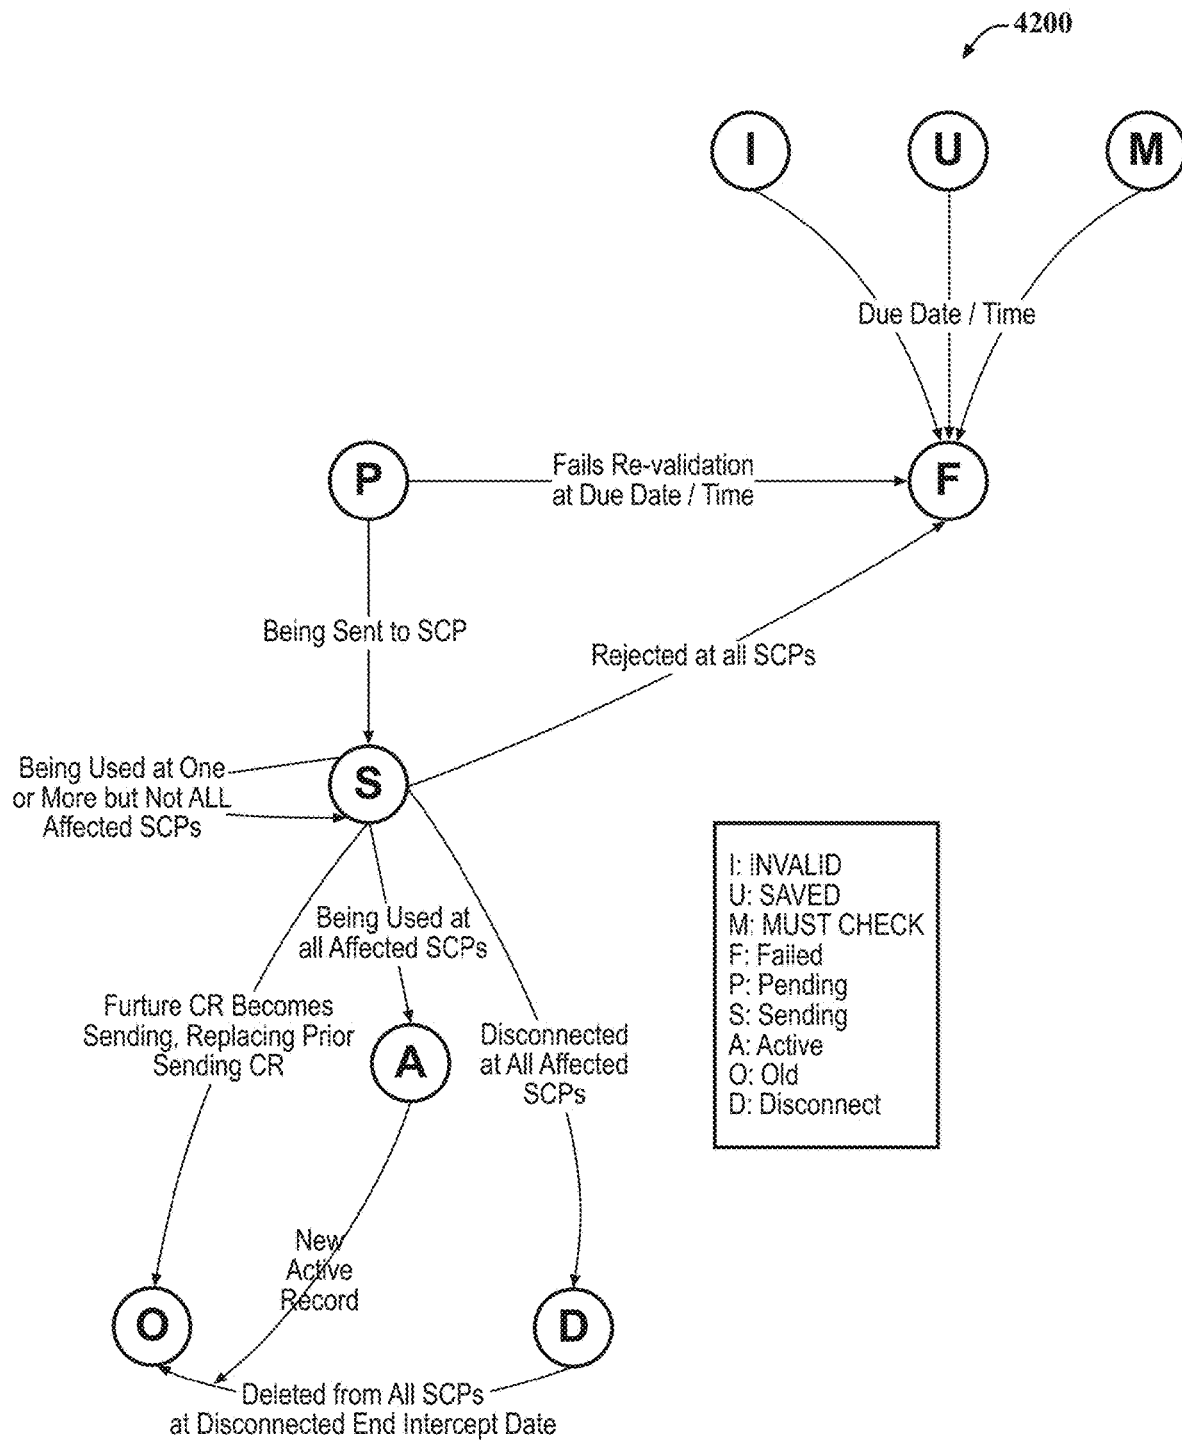 4200
I
U
M
Due Date / Time
P
Fails Re-validation
at Due Date / Time
F
Being Sent to SCP
Rejected at all SCPs
Being Used at One
or More but Not ALL
Affected SCPs
S
I: INVALID
U: SAVED
M: MUST CHECK
F: Failed
P: Pending
S: Sending
A: Active
O: Old
D: Disconnect
Being Used at
all Affected SCPs
Furture CR Becomes
Sending, Replacing Prior
Sending CR
A
Disconnected
at All Affected
SCPs
New
Active
Record
O
D
Deleted from All SCPs
at Disconnected End Intercept Date